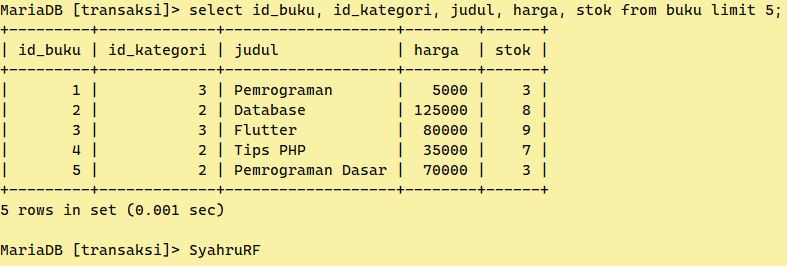 MariaDB [transaksi]> select id_buku, id_kategori, judul, harga, stok from buku limit 5;
+---------+-------------+-------------------+--------+------+
| id_buku | id_kategori | judul             | harga  | stok |
+---------+-------------+-------------------+--------+------+
|       1 |           3 | Pemrograman       |   5000 |    3 |
|       2 |           2 | Database          | 125000 |    8 |
|       3 |           3 | Flutter           |  80000 |    9 |
|       4 |           2 | Tips PHP          |  35000 |    7 |
|       5 |           2 | Pemrograman Dasar |  70000 |    3 |
+---------+-------------+-------------------+--------+------+
5 rows in set (0.001 sec)
MariaDB [transaksi]> SyahruRF